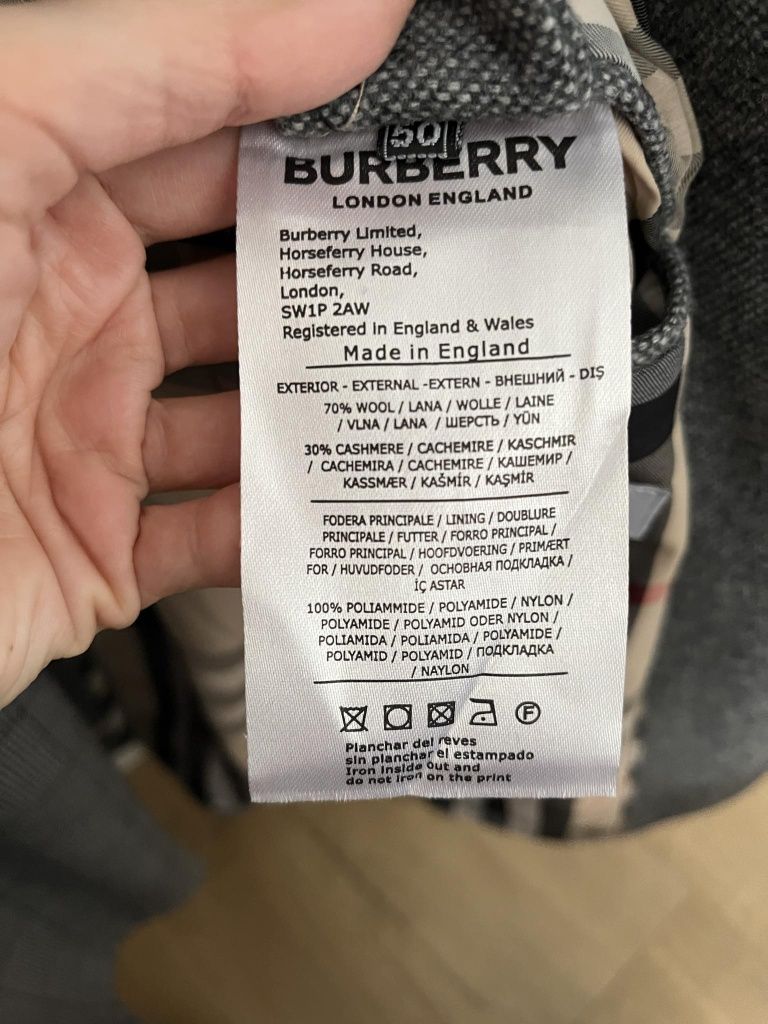 50
BURBERRY
LONDON ENGLAND
Burberry Limited,
Horseferry House,
Horseferry Road,
London,
SW1P 2AW
Registered in England & Wales
Made in England
EXTERIOR - EXTERNAL -EXTERN - ВНЕШНИЙ - DIŞ
70% WOOL / LANA / WOLLE / LAINE
/ VLNA / LANA / ШЕРСТЬ / YÜN
30% CASHMERE / CACHEMIRE / KASCHMIR
/ CACHEMIRA / CACHEMIRE / КАШЕМИР /
KASSMÆR / KAŠMÍR / KAŞMİR
FODERA PRINCIPALE / LINING / DOUBLURE
PRINCIPALE / FUTTER / FORRO PRINCIPAL /
FORRO PRINCIPAL / HOOFDVOERING / PRIMÆRT
FOR / HUVUDFODER / ОСНОВНАЯ ПОДКЛАДКА /
İÇ ASTAR
100% POLIAMMIDE / POLYAMIDE / NYLON /
POLYAMIDE / POLYAMID ODER NYLON /
POLIAMIDA / POLIAMIDA / POLYAMIDE /
POLYAMID / POLYAMID / ПОДКЛАДКА
/ NAYLON
F
Planchar del reves
sin planchar el estampado
Iron inside out and
do not iron on the print